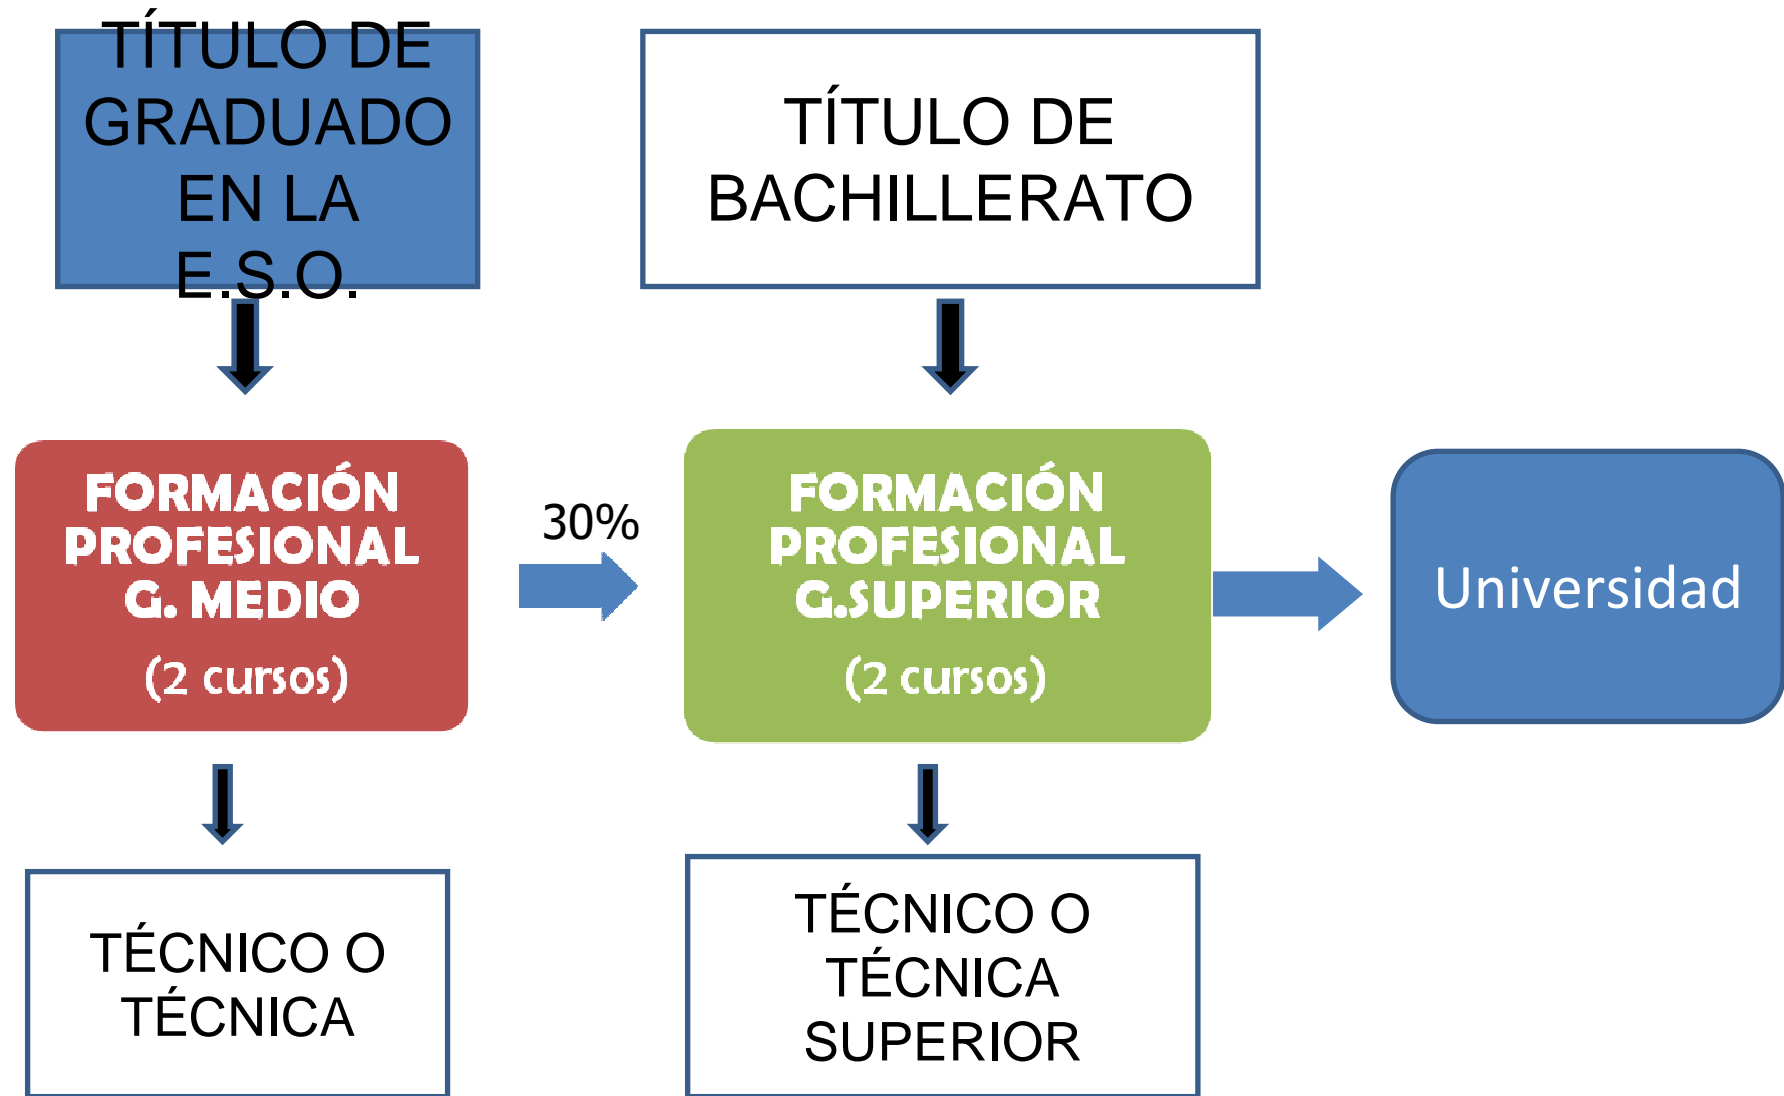 TÍTULO DE
GRADUADO
EN LA
E.S.O.
TÍTULO DE
BACHILLERATO
FORMACIÓN
PROFESIONAL
G. MEDIO
(2 cursos)
30%
FORMACIÓN
PROFESIONAL
G.SUPERIOR
(2 cursos)
Universidad
TÉCNICO O
TÉCNICA
TÉCNICO O
TÉCNICA
SUPERIOR